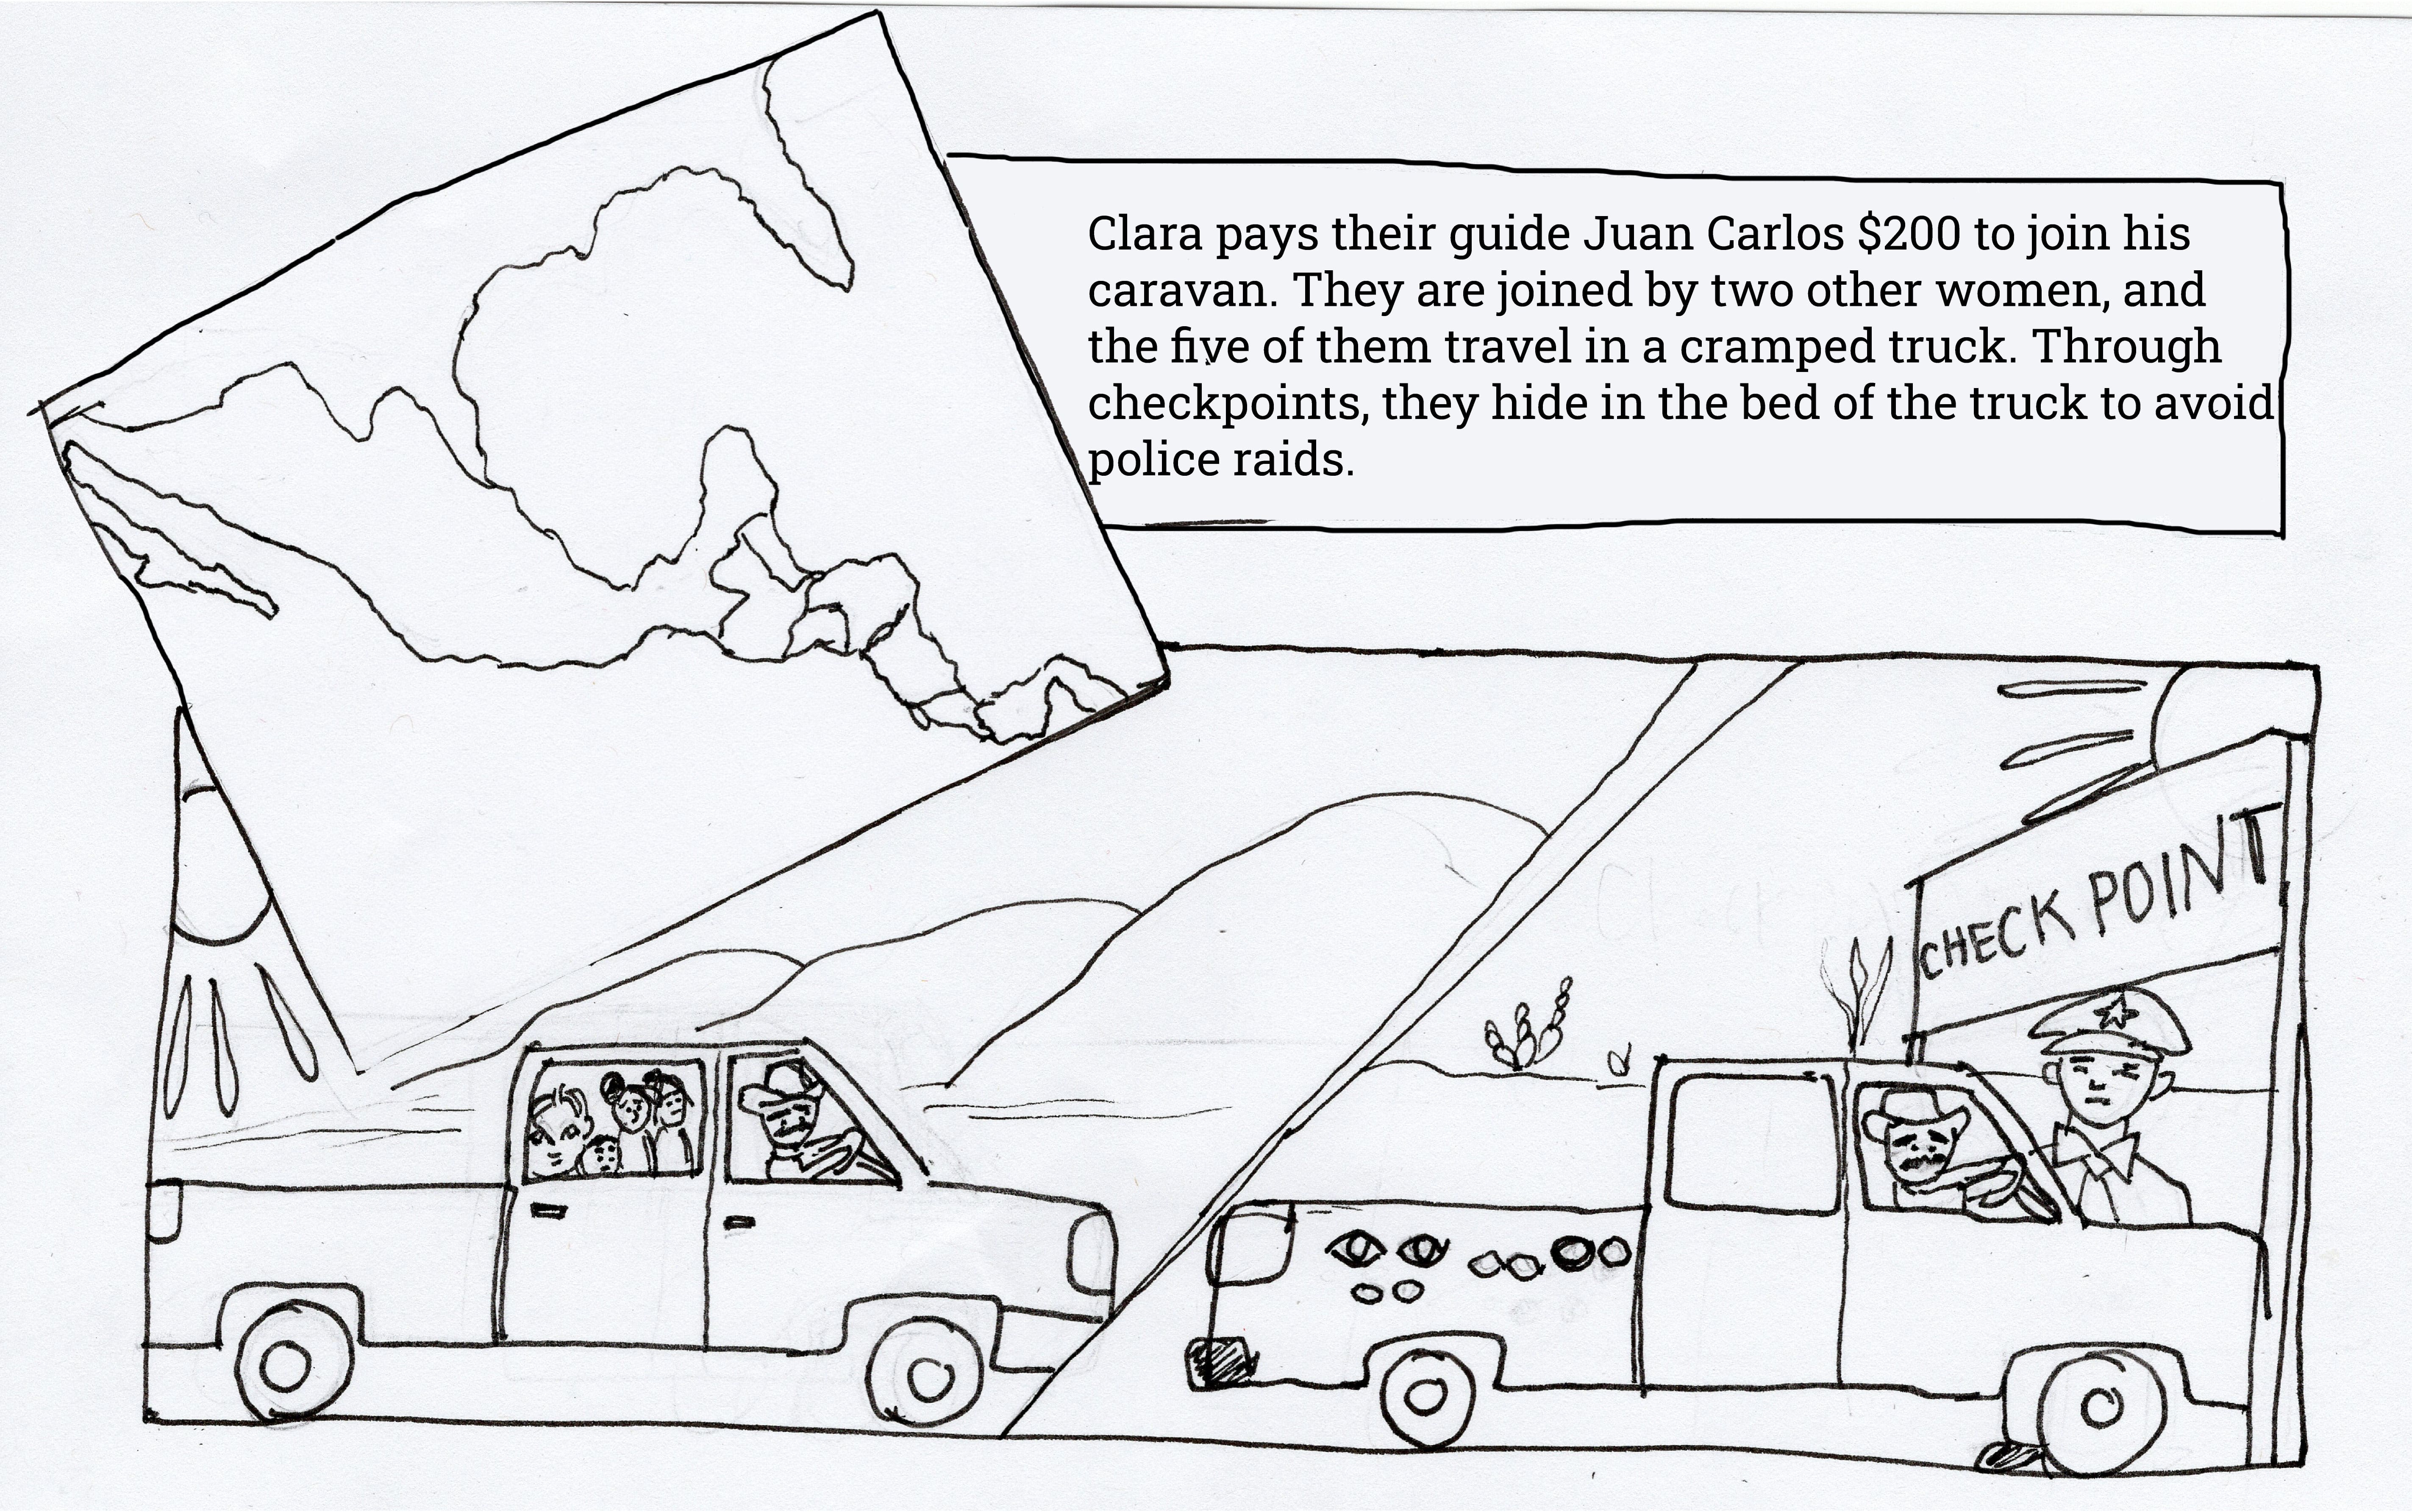 Clara pays their guide Juan Carlos $200 to join his
caravan. They are joined by two other women, and
the five of them travel in a cramped truck. Through
checkpoints, they hide in the bed of the truck to avoid
police raids.
CHECK POINT